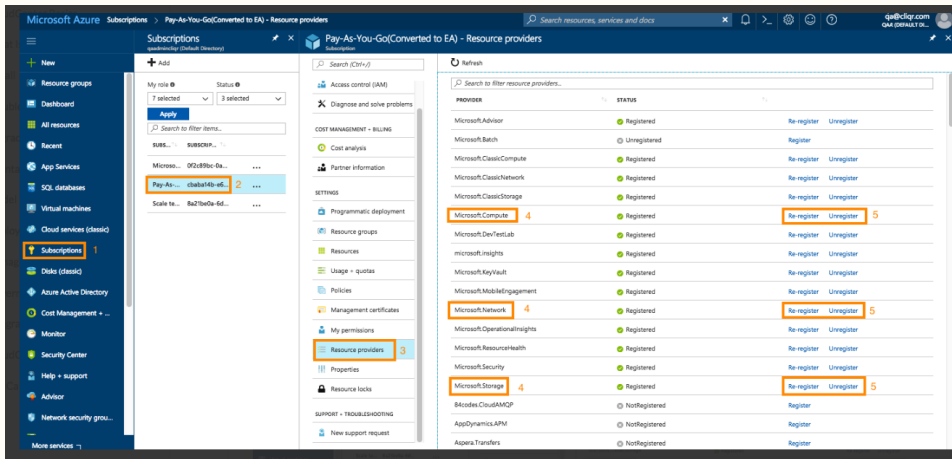 Microsoft Azure Subscriptions > Pay-As-You-Go(Converted to EA) - Resource providers
Search resources, services and docs
qa@cliqr.com
QAA (DEFAULT DI...
New
Resource groups
Dashboard
All resources
Recent
App Services
SQL databases
Virtual machines
Cloud services (classic)
Subscriptions 1
Disks (classic)
Azure Active Directory
Cost Management + ...
Monitor
Security Center
Help + support
Advisor
Network security grou...
More services
Subscriptions
qaadmincliqr (Default Directory)
Add
My role Status
7 selected 3 selected
Apply
Search to filter items...
SUBS... SUBSCRIP...
Microso... 0f2c89bc-0a... ...
Pay-As-... cbaba14b-e6... 2 ...
Scale te... 8a21be0a-6d... ...
Pay-As-You-Go(Converted to EA) - Resource providers
Subscription
Search (Ctrl+/)
Access control (IAM)
Diagnose and solve problems
COST MANAGEMENT + BILLING
Cost analysis
Partner information
SETTINGS
Programmatic deployment
Resource groups
Resources
Usage + quotas
Policies
Management certificates
My permissions
Resource providers 3
Properties
Resource locks
SUPPORT + TROUBLESHOOTING
New support request
Refresh
Search to filter resource providers...
PROVIDER STATUS
Microsoft.Advisor Registered Re-register Unregister
Microsoft.Batch Unregistered Register
Microsoft.ClassicCompute Registered Re-register Unregister
Microsoft.ClassicNetwork Registered Re-register Unregister
Microsoft.ClassicStorage Registered Re-register Unregister
Microsoft.Compute 4 Registered Re-register Unregister 5
Microsoft.DevTestLab Registered Re-register Unregister
microsoft.insights Registered Re-register Unregister
Microsoft.KeyVault Registered Re-register Unregister
Microsoft.MobileEngagement Registered Re-register Unregister
Microsoft.Network 4 Registered Re-register Unregister 5
Microsoft.OperationalInsights Registered Re-register Unregister
Microsoft.ResourceHealth Registered Re-register Unregister
Microsoft.Security Registered Re-register Unregister
Microsoft.Storage 4 Registered Re-register Unregister 5
84codes.CloudAMQP NotRegistered Register
AppDynamics.APM NotRegistered Register
Aspera.Transfers NotRegistered Register